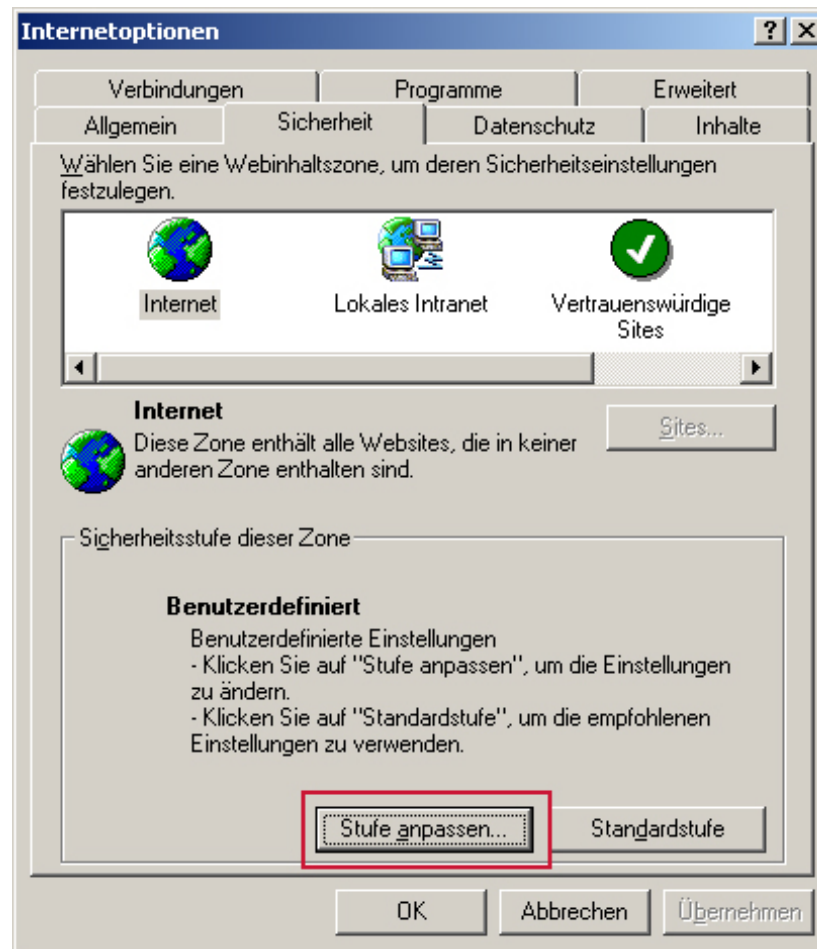 Internetoptionen
Verbindungen Programme Erweitert
Allgemein Sicherheit Datenschutz Inhalte
Wählen Sie eine Webinhaltszone, um deren Sicherheitseinstellungen
festzulegen.
Internet Lokales Intranet Vertrauenswürdige
Sites
Internet
Sites...
Diese Zone enthält alle Websites, die in keiner
anderen Zone enthalten sind.
Sicherheitsstufe dieser Zone
Benutzerdefiniert
Benutzerdefinierte Einstellungen
- Klicken Sie auf "Stufe anpassen", um die Einstellungen
zu ändern.
- Klicken Sie auf "Standardstufe", um die empfohlenen
Einstellungen zu verwenden.
Stufe anpassen... Standardstufe
OK Abbrechen Übernehmen